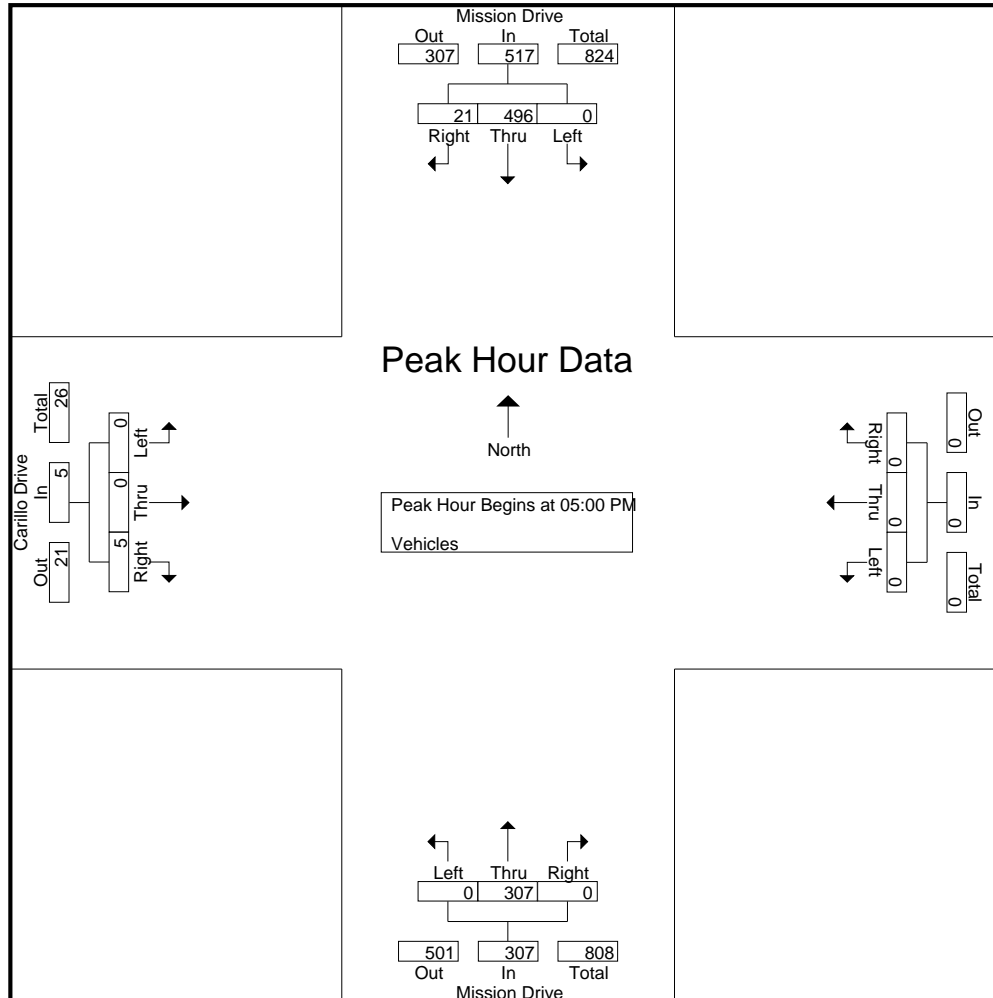 Mission Drive
Out In Total
307 517 824
21 496 0
Right Thru Left
Peak Hour Data
North
Peak Hour Begins at 05:00 PM
Vehicles
Carillo Drive
Total In Out
26 5 21
0 0 5
Left Thru Right
Out In Total
0 0 0
Right Thru Left
0 0 0
Left Thru Right
0 307 0
501 307 808
Out In Total
Mission Drive